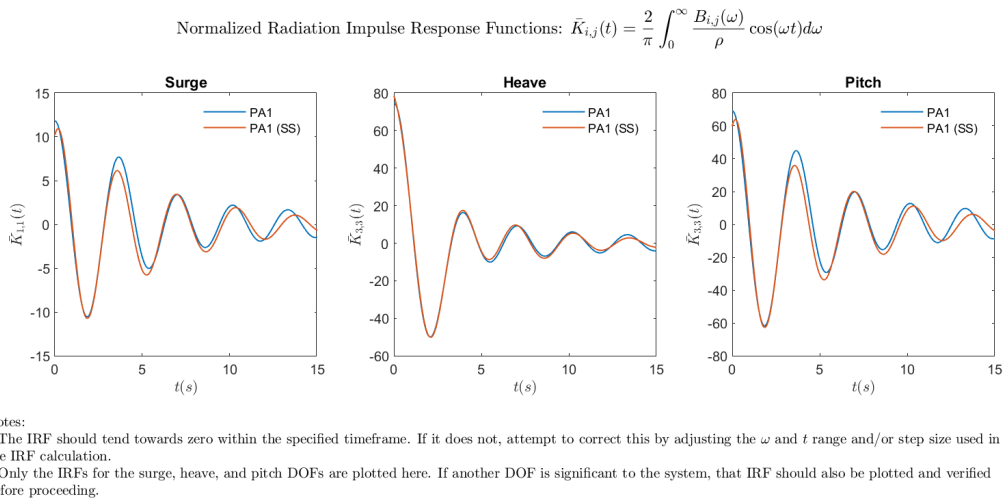 Normalized Radiation Impulse Response Functions: K̄_{i,j}(t) = 2/π ∫_0^∞ B_{i,j}(ω)/ρ cos(ωt)dω
Surge
15
10
5
0
-5
-10
-15
K̄_{1,1}(t)
PA1
PA1 (SS)
0 5 10 15
t(s)
Heave
80
60
40
20
0
-20
-40
-60
K̄_{3,3}(t)
PA1
PA1 (SS)
0 5 10 15
t(s)
Pitch
80
60
40
20
0
-20
-40
-60
-80
K̄_{3,3}(t)
PA1
PA1 (SS)
0 5 10 15
t(s)
otes:
The IRF should tend towards zero within the specified timeframe. If it does not, attempt to correct this by adjusting the ω and t range and/or step size used in
e IRF calculation.
Only the IRFs for the surge, heave, and pitch DOFs are plotted here. If another DOF is significant to the system, that IRF should also be plotted and verified
fore proceeding.